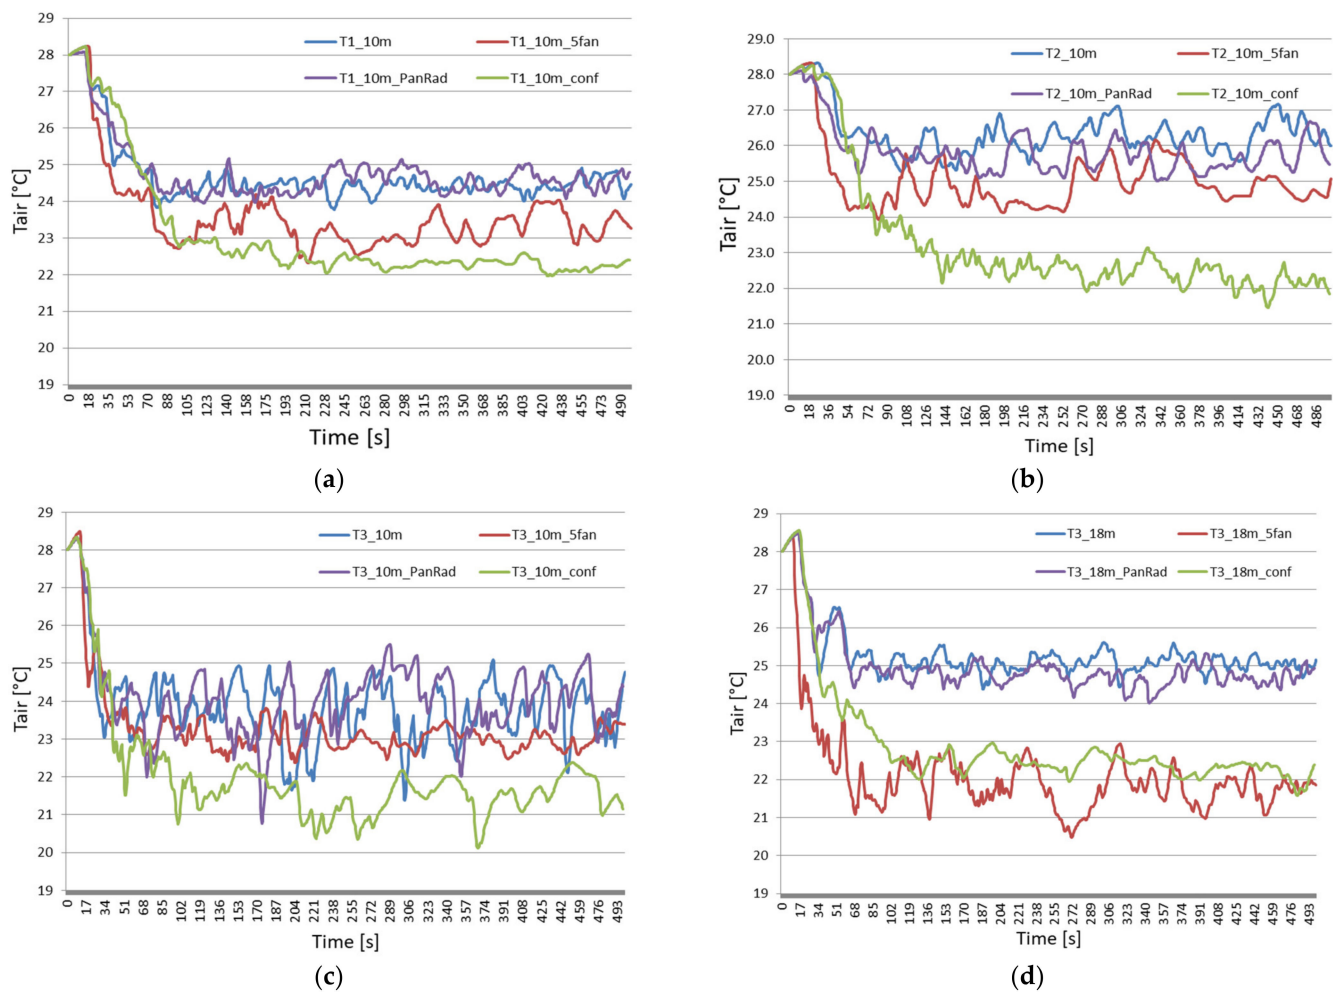 29
28
27
26
25
24
23
22
21
20
19
Tair [°C]
T1_10m
T1_10m_5fan
T1_10m_PanRad
T1_10m_conf
0 18 35 53 70 88 105 123 140 158 175 193 210 228 245 263 280 298 315 333 350 368 385 403 420 438 455 473 490
Time [s]
(a)
29.0
28.0
27.0
26.0
25.0
24.0
23.0
22.0
21.0
20.0
19.0
Tair [°C]
T2_10m
T2_10m_5fan
T2_10m_PanRad
T2_10m_conf
0 18 36 54 72 90 108 126 144 162 180 198 216 234 252 270 288 306 324 342 360 378 396 414 432 450 468 486
Time [s]
(b)
29
28
27
26
25
24
23
22
21
20
19
Tair [°C]
T3_10m
T3_10m_5fan
T3_10m_PanRad
T3_10m_conf
0 17 34 51 68 85 102 119 136 153 170 187 204 221 238 255 272 289 306 323 340 357 374 391 408 425 442 459 476 493
Time [s]
(c)
29
28
27
26
25
24
23
22
21
20
19
Tair [°C]
T3_18m
T3_18m_5fan
T3_18m_PanRad
T3_18m_conf
0 17 34 51 68 85 102 119 136 153 170 187 204 221 238 255 272 289 306 323 340 357 374 391 408 425 442 459 476 493
Time [s]
(d)